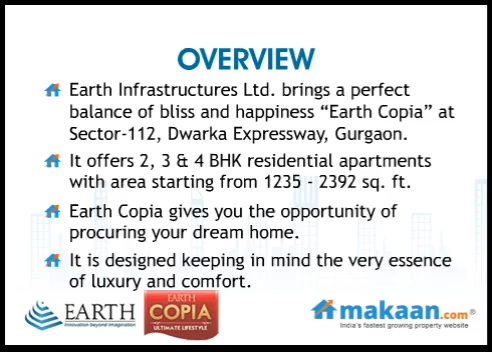 OVERVIEW
Earth Infrastructures Ltd. brings a perfect
balance of bliss and happiness “Earth Copia” at
Sector-112, Dwarka Expressway, Gurgaon.
It offers 2, 3 & 4 BHK residential apartments
with area starting from 1235 - 2392 sq. ft.
Earth Copia gives you the opportunity of
procuring your dream home.
It is designed keeping in mind the very essence
of luxury and comfort.
EARTH
Innovation beyond imagination
EARTH
COPIA
ULTIMATE LIFESTYLE
makaan.com®
India's fastest growing property website